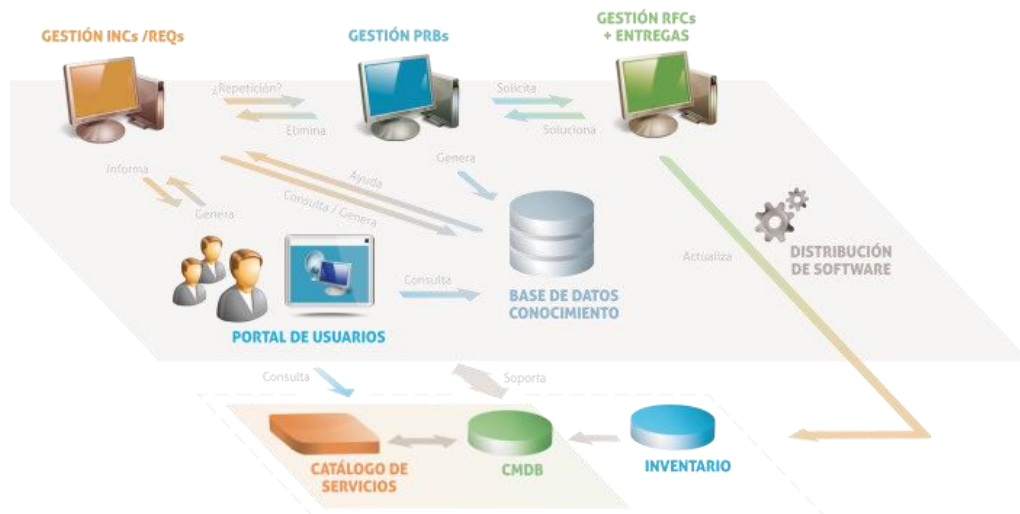 GESTIÓN INCs /REQs
GESTIÓN PRBs
GESTIÓN RFCs
+ ENTREGAS
¿Repetición?
Elimina
Solicita
Soluciona
Informa
Genera
Ayuda
Consulta / Genera
Genera
Actualiza
DISTRIBUCIÓN
DE SOFTWARE
Consulta
BASE DE DATOS
CONOCIMIENTO
PORTAL DE USUARIOS
Consulta
Soporta
CATÁLOGO DE
SERVICIOS
CMDB
INVENTARIO